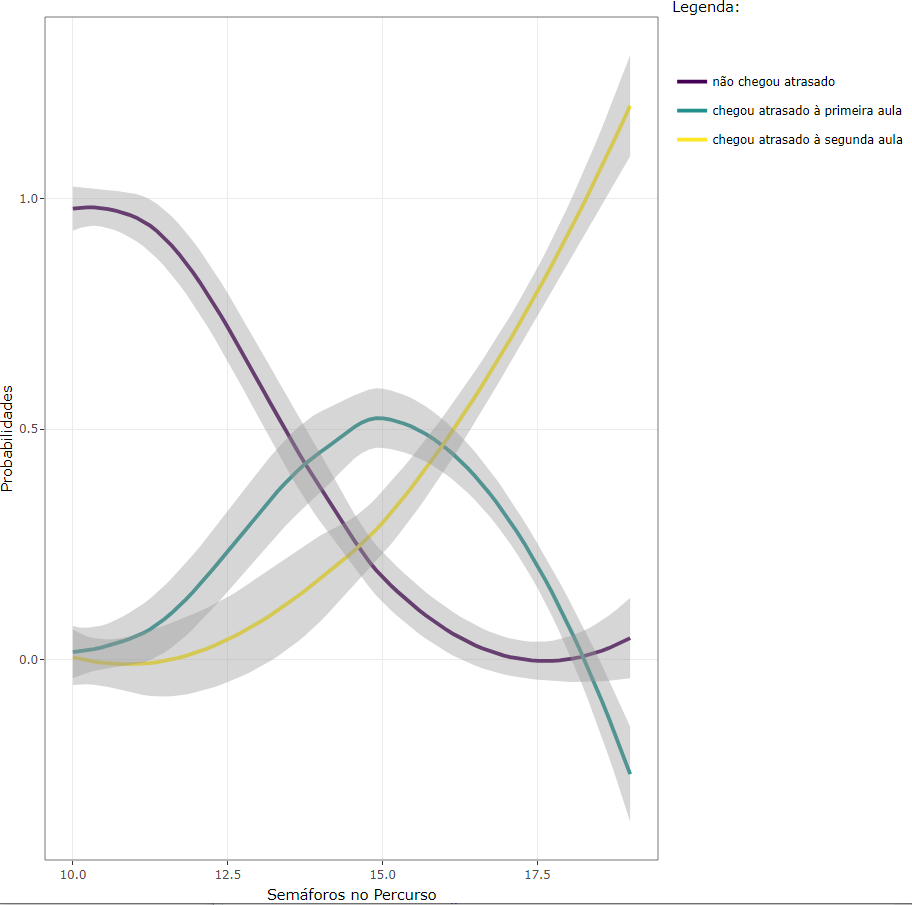 Legenda:
não chegou atrasado
chegou atrasado à primeira aula
chegou atrasado à segunda aula
Probabilidades
1.0
0.5
0.0
10.0 12.5 15.0 17.5
Semáforos no Percurso